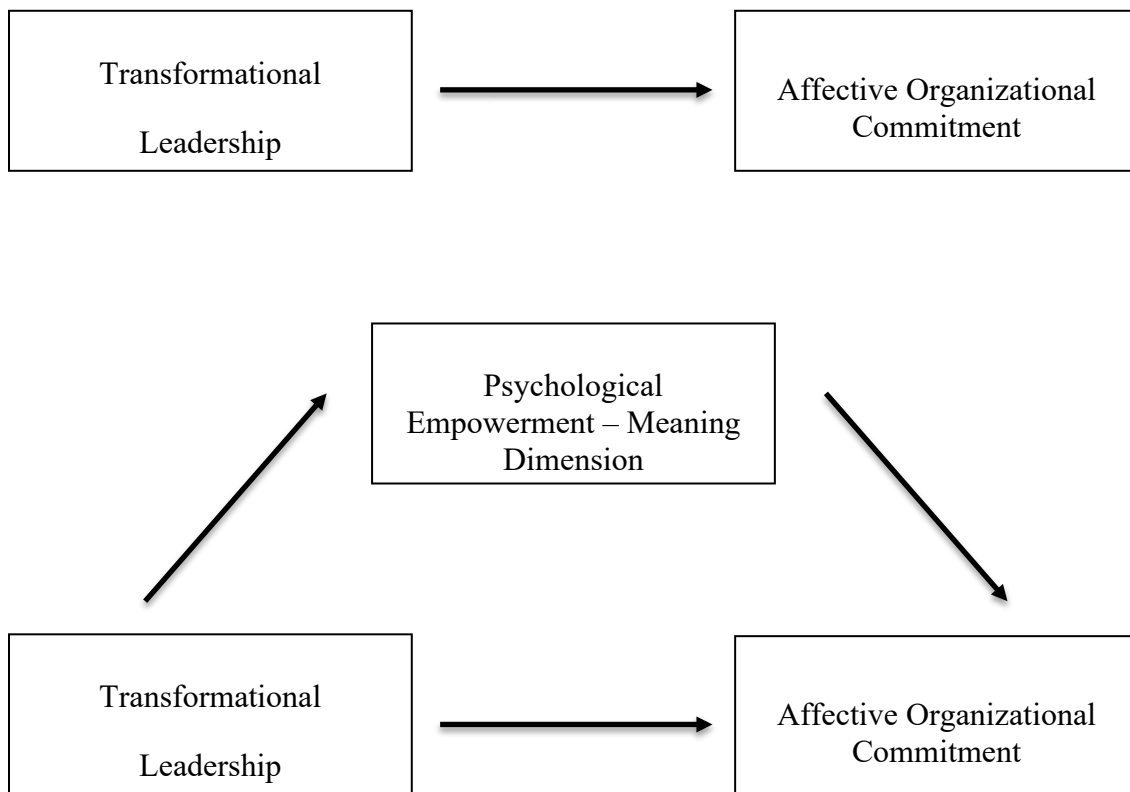 Transformational
Leadership
Affective Organizational
Commitment
Psychological
Empowerment – Meaning
Dimension
Transformational
Leadership
Affective Organizational
Commitment